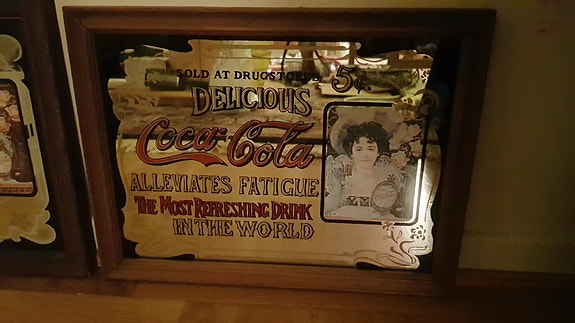 SOLD AT DRUGSTORES 5¢.
DELICIOUS
Coca-Cola
ALLEVIATES FATIGUE
THE MOST REFRESHING DRINK
IN THE WORLD